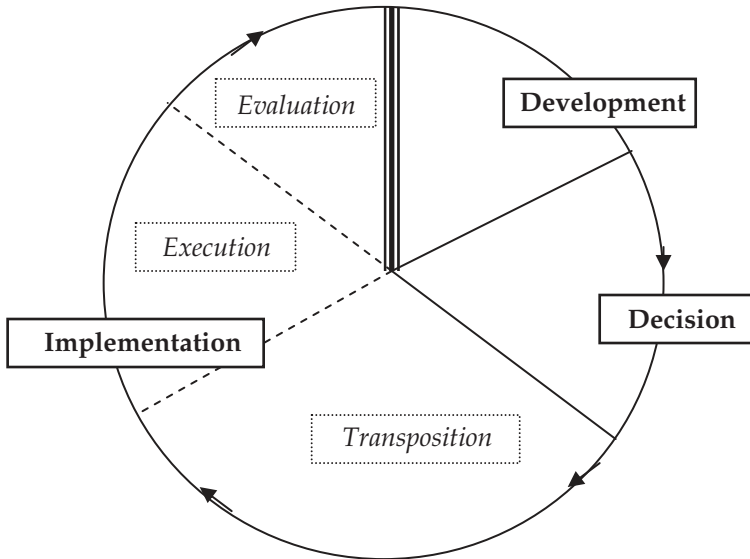 Evaluation
Development
Execution
Decision
Implementation
Transposition